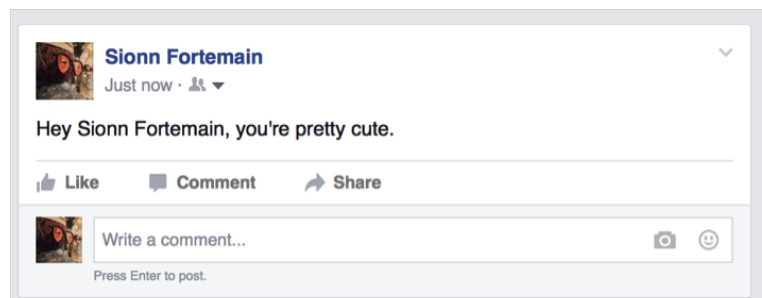 Sionn Fortemain
Just now ·
Hey Sionn Fortemain, you're pretty cute.
Like Comment Share
Write a comment...
Press Enter to post.